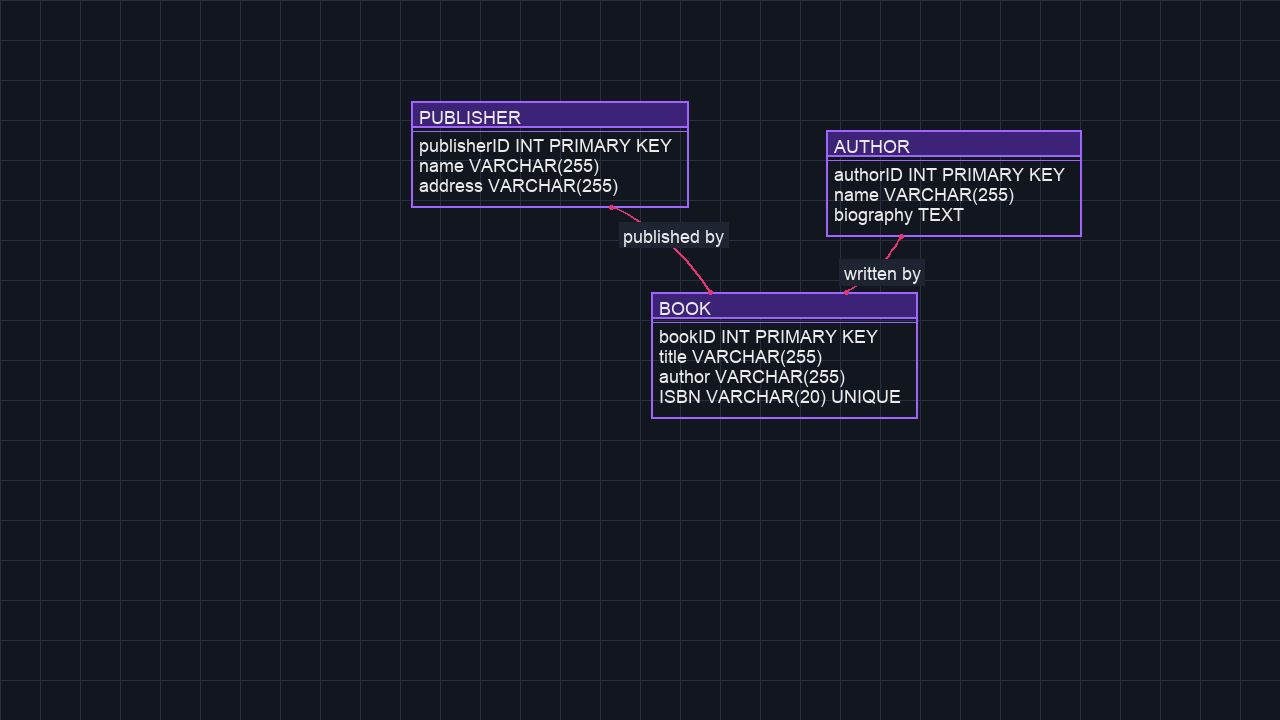 PUBLISHER
publisherID INT PRIMARY KEY
name VARCHAR(255)
address VARCHAR(255)
AUTHOR
authorID INT PRIMARY KEY
name VARCHAR(255)
biography TEXT
published by
written by
BOOK
bookID INT PRIMARY KEY
title VARCHAR(255)
author VARCHAR(255)
ISBN VARCHAR(20) UNIQUE